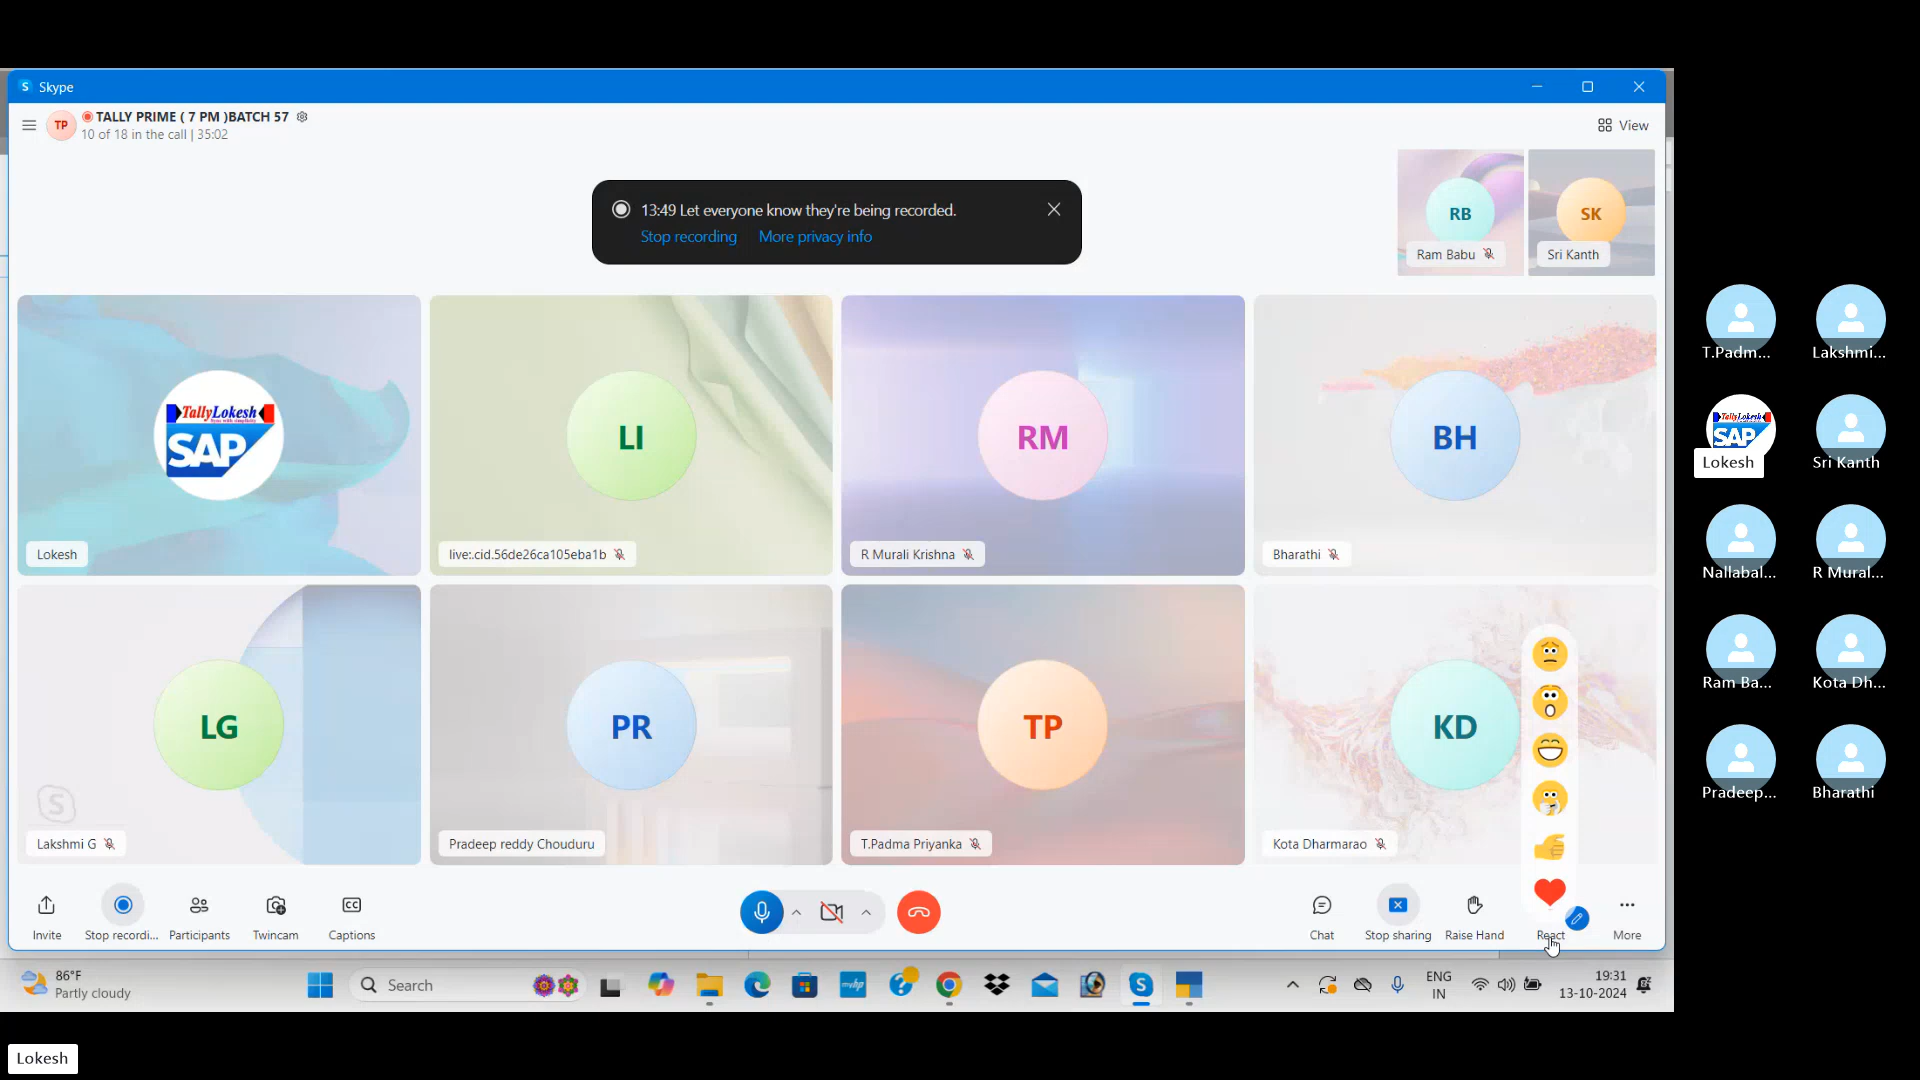 Skype
TP
TALLY PRIME ( 7 PM )BATCH 57
10 of 18 in the call | 35:02
View
13:49 Let everyone know they're being recorded.
Stop recording More privacy info
RB
Ram Babu
SK
Sri Kanth
TallyLokesh
SAP
Lokesh
LI
live:.cid.56de26ca105eba1b
RM
R Murali Krishna
BH
Bharathi
LG
Lakshmi G
PR
Pradeep reddy Chouduru
TP
T.Padma Priyanka
KD
Kota Dharmarao
Invite
Stop recordi...
Participants
Twincam
CC
Captions
Chat
Stop sharing
Raise Hand
React
More
86°F
Partly cloudy
Search
myhp
ENG
IN
19:31
13-10-2024
T.Padm...
Lakshmi...
TallyLokesh
SAP
Lokesh
Sri Kanth
Nallabal...
R Mural...
Ram Ba...
Kota Dh...
Pradeep...
Bharathi
Lokesh